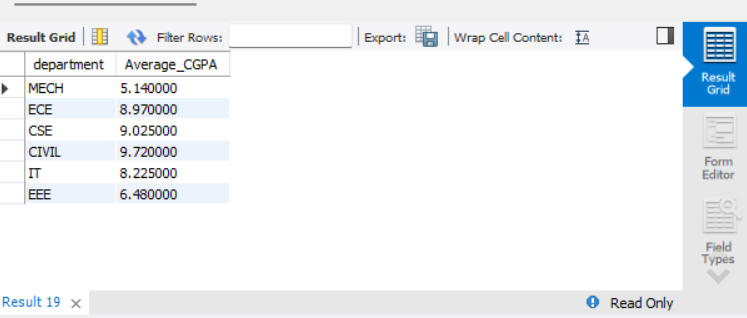 Result Grid Filter Rows: Export: Wrap Cell Content: IA
department Average_CGPA
MECH 5.140000
ECE 8.970000
CSE 9.025000
CIVIL 9.720000
IT 8.225000
EEE 6.480000
Result
Grid
Form
Editor
Field
Types
Result 19 × Read Only